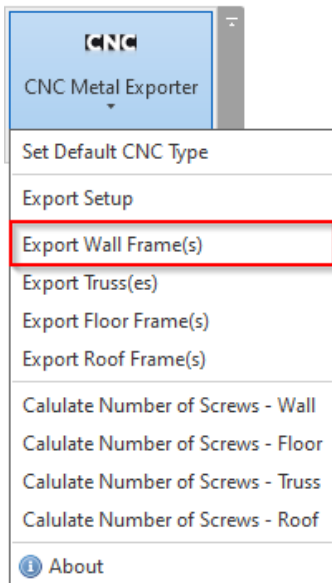 CNC
CNC Metal Exporter
Set Default CNC Type
Export Setup
Export Wall Frame(s)
Export Truss(es)
Export Floor Frame(s)
Export Roof Frame(s)
Calulate Number of Screws - Wall
Calulate Number of Screws - Floor
Calulate Number of Screws - Truss
Calulate Number of Screws - Roof
About